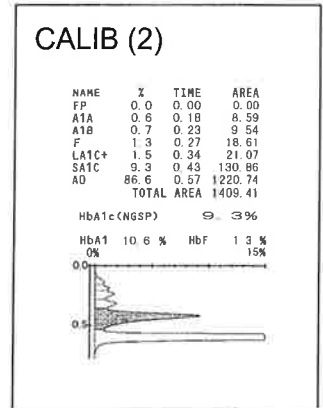 CALIB (2)
NAME % TIME AREA
FP 0.0 0.00 0.00
A1A 0.6 0.18 8.59
A1B 0.7 0.23 9 54
F 1 3 0.27 18.61
LA1C+ 1.5 0.34 21.07
SA1C 9.3 0 43 130.86
A0 86.6 0.57 1220.74
TOTAL AREA 1409.41
HbA1c(NGSP) 9. 3%
HbA1 10.6 % HbF 1 3 %
0% 15%
0.0
0.5